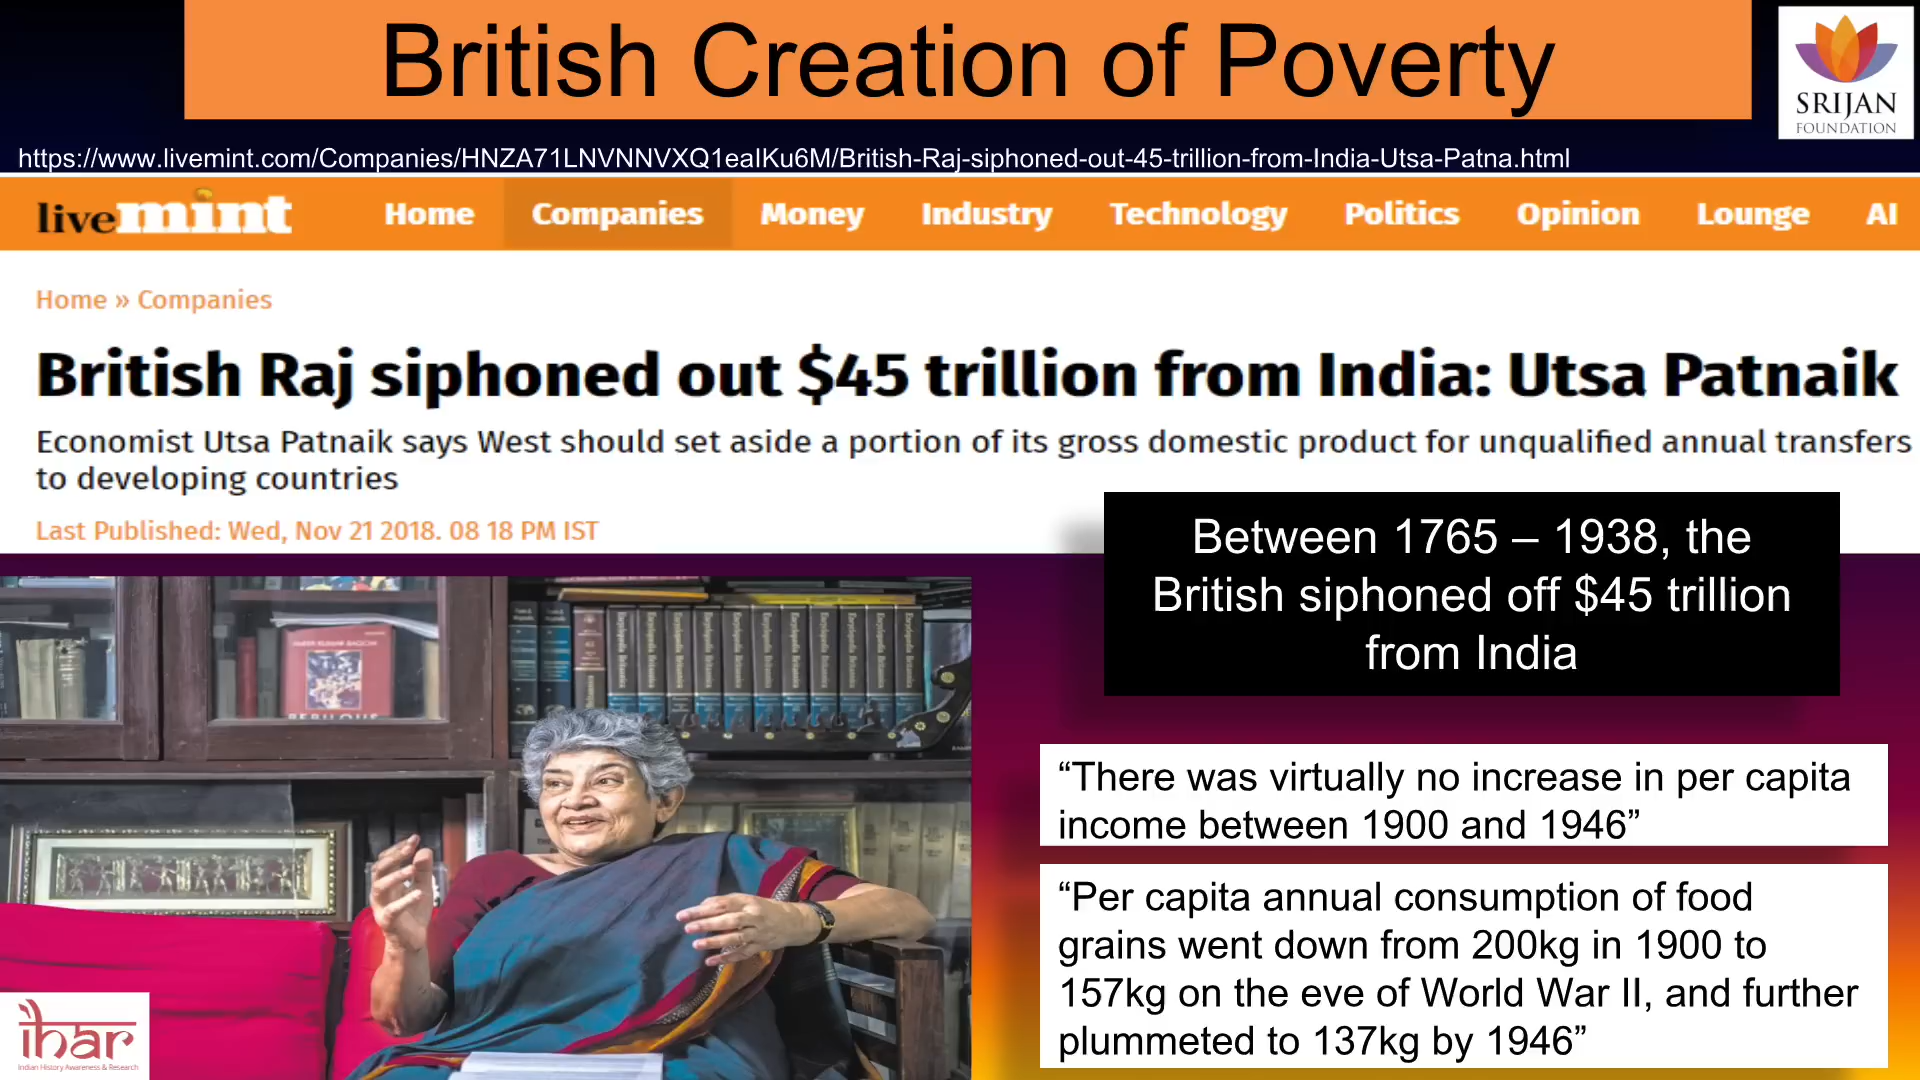 British Creation of Poverty
SRIJAN
FOUNDATION
https://www.livemint.com/Companies/HNZA71LNVNNVXQ1eaIKu6M/British-Raj-siphoned-out-45-trillion-from-India-Utsa-Patna.html
livemint Home Companies Money Industry Technology Politics Opinion Lounge AI
Home » Companies
British Raj siphoned out $45 trillion from India: Utsa Patnaik
Economist Utsa Patnaik says West should set aside a portion of its gross domestic product for unqualified annual transfers
to developing countries
Last Published: Wed, Nov 21 2018. 08 18 PM IST
Between 1765 – 1938, the
British siphoned off $45 trillion
from India
“There was virtually no increase in per capita
income between 1900 and 1946”
“Per capita annual consumption of food
grains went down from 200kg in 1900 to
157kg on the eve of World War II, and further
plummeted to 137kg by 1946”
PERILOUS
Encyclopaedia Britannica
ihar
Indian History Awareness & Research